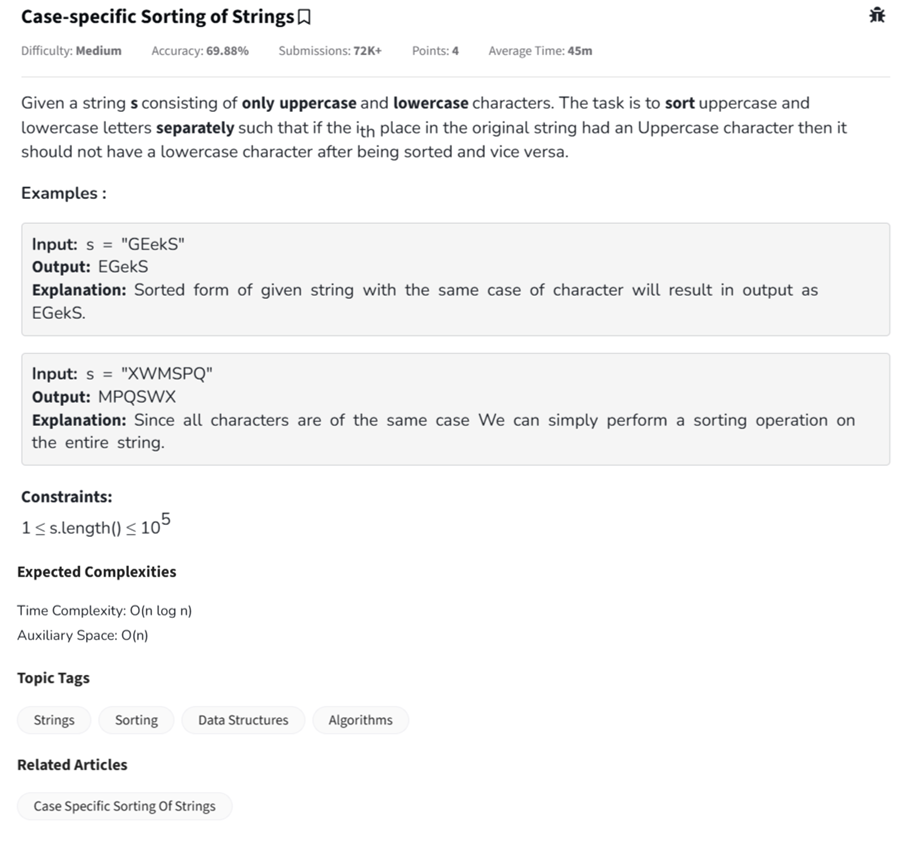 Case-specific Sorting of Strings
Difficulty: Medium Accuracy: 69.88% Submissions: 72K+ Points: 4 Average Time: 45m
Given a string s consisting of only uppercase and lowercase characters. The task is to sort uppercase and
lowercase letters separately such that if the ith place in the original string had an Uppercase character then it
should not have a lowercase character after being sorted and vice versa.
Examples :
Input: s = "GEekS"
Output: EGekS
Explanation: Sorted form of given string with the same case of character will result in output as
EGekS.
Input: s = "XWMSPQ"
Output: MPQSWX
Explanation: Since all characters are of the same case We can simply perform a sorting operation on
the entire string.
Constraints:
1 ≤ s.length() ≤ 10^5
Expected Complexities
Time Complexity: O(n log n)
Auxiliary Space: O(n)
Topic Tags
Strings Sorting Data Structures Algorithms
Related Articles
Case Specific Sorting Of Strings